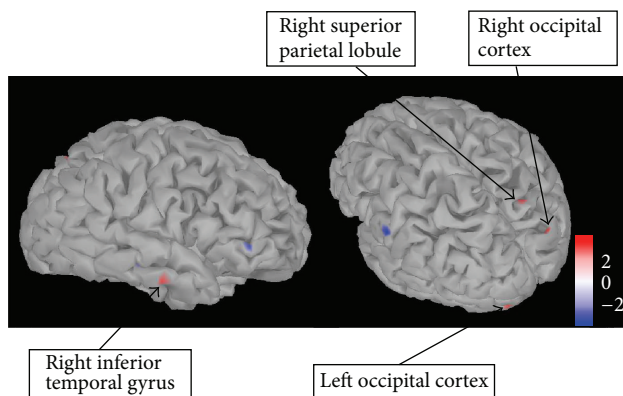 Right superior
parietal lobule
Right occipital
cortex
2
0
−2
Right inferior
temporal gyrus
Left occipital cortex